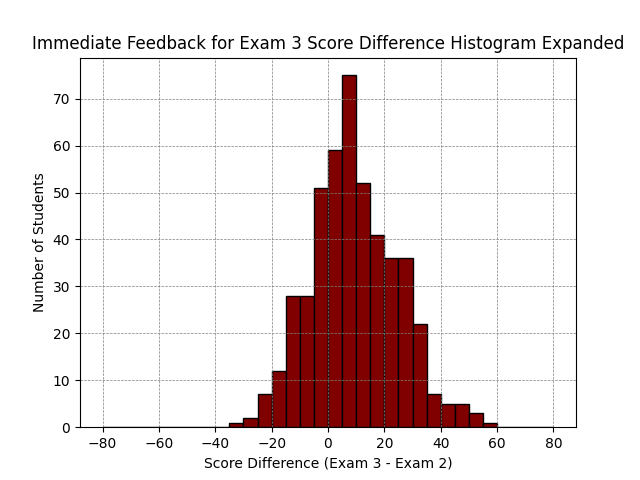 Immediate Feedback for Exam 3 Score Difference Histogram Expanded
70
60
50
40
30
20
10
0
Number of Students
−80 −60 −40 −20 0 20 40 60 80
Score Difference (Exam 3 - Exam 2)